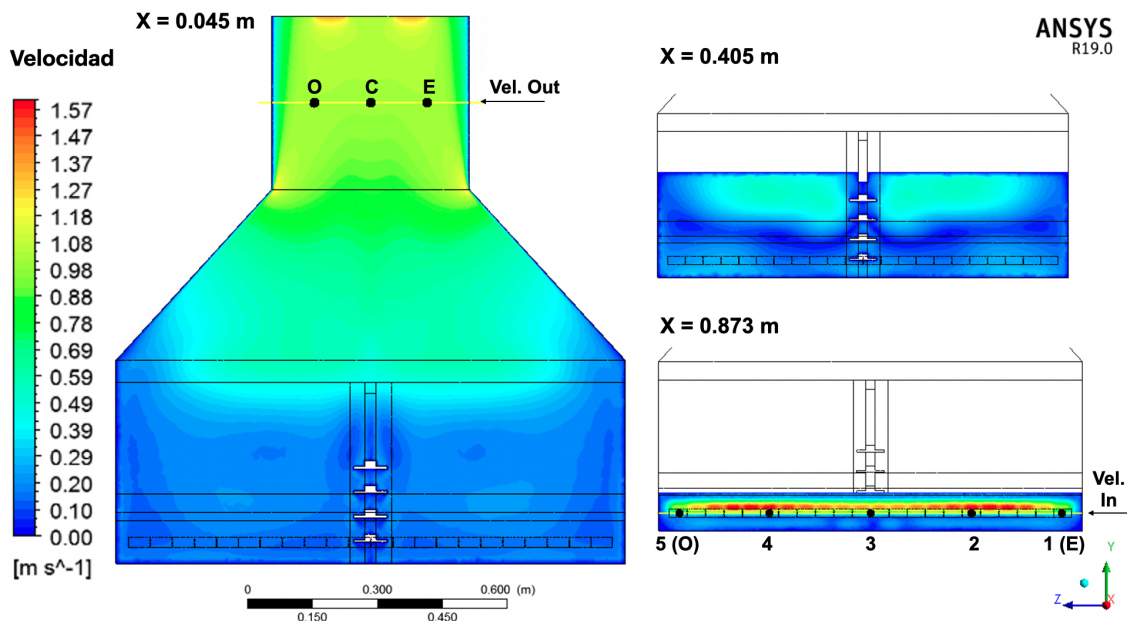 X = 0.045 m
ANSYS
R19.0
Velocidad
X = 0.405 m
O C E
Vel. Out
1.57
1.47
1.37
1.27
1.18
1.08
0.98
0.88
0.78
0.69
0.59
0.49
0.39
0.29
0.20
0.10
0.00
[m s^-1]
X = 0.873 m
Vel.
In
5 (O) 4 3 2 1 (E)
0 0.300 0.600 (m)
0.150 0.450
Y
Z X